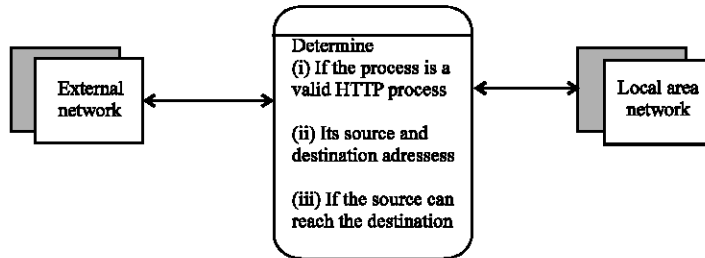 External
network
Determine
(i) If the process is a
valid HTTP process
(ii) Its source and
destination adressess
(iii) If the source can
reach the destination
Local area
network